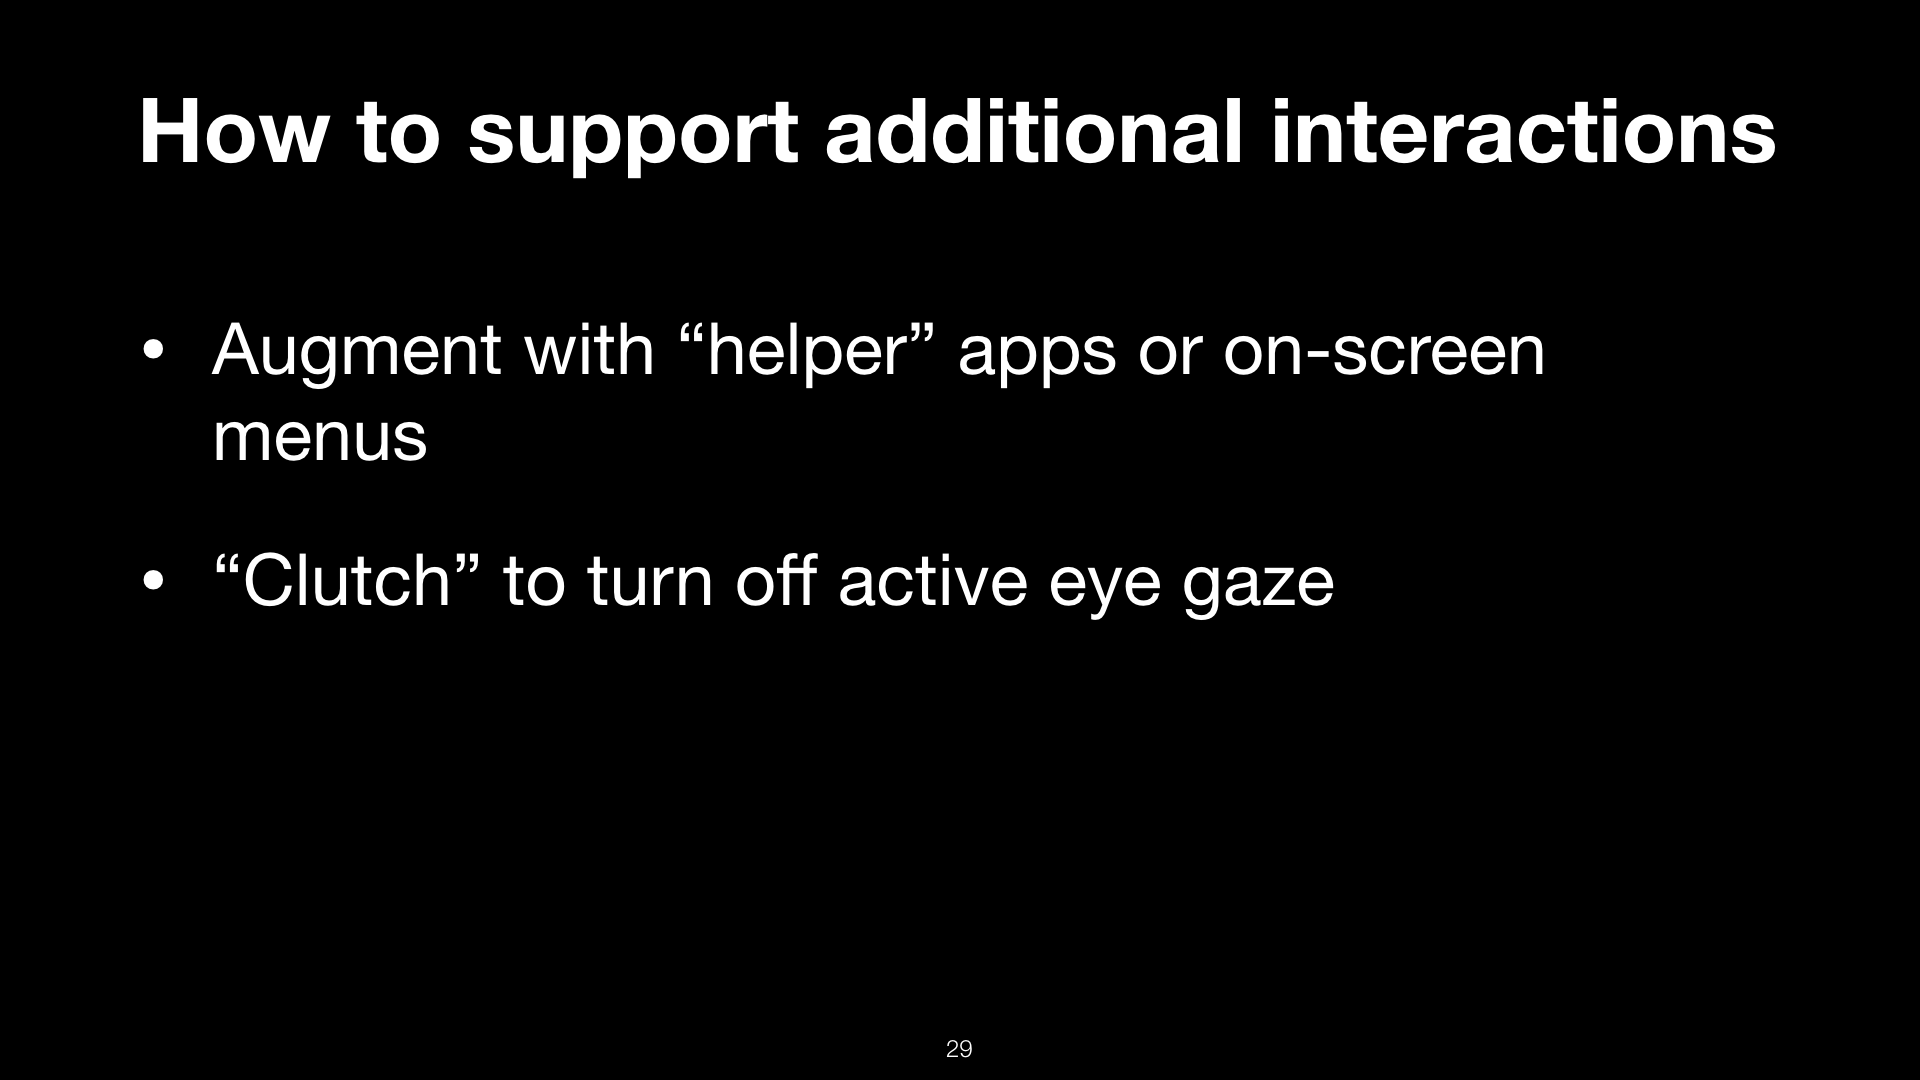 How to support additional interactions
• Augment with “helper” apps or on-screen
menus
• “Clutch” to turn off active eye gaze
29